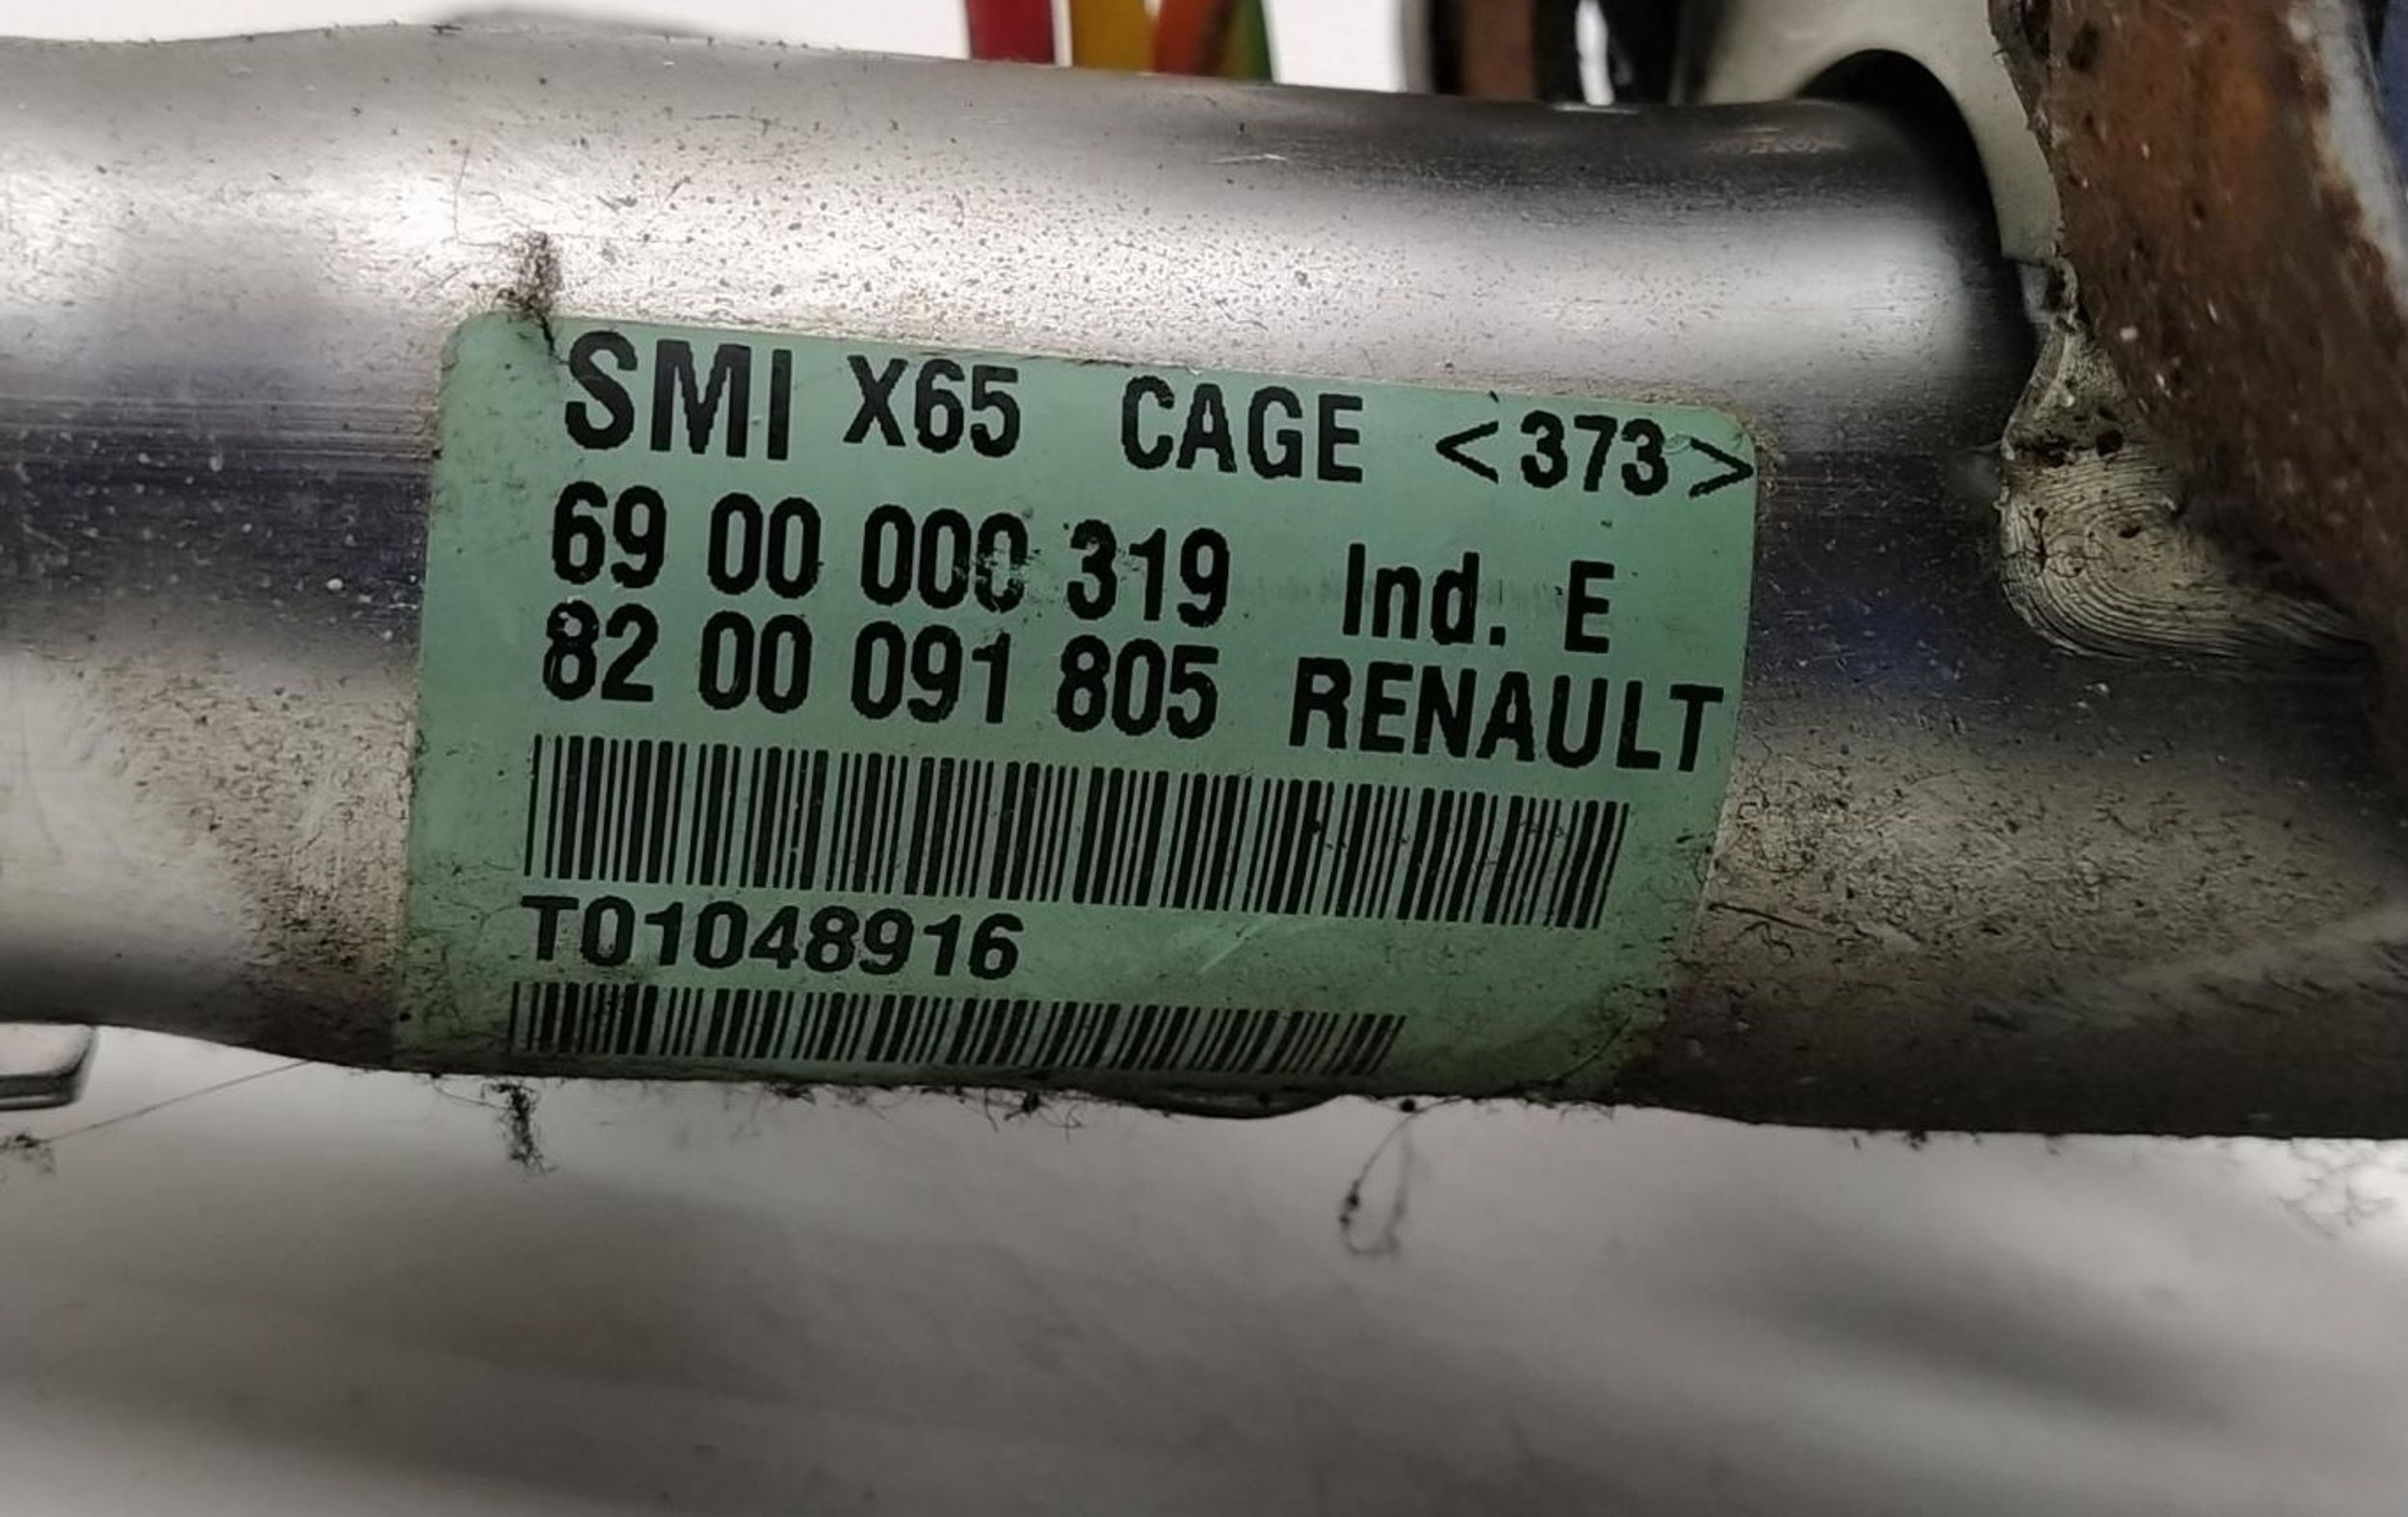 SMI X65 CAGE <373>
69 00 000 319 Ind. E
82 00 091 805 RENAULT
T01048916